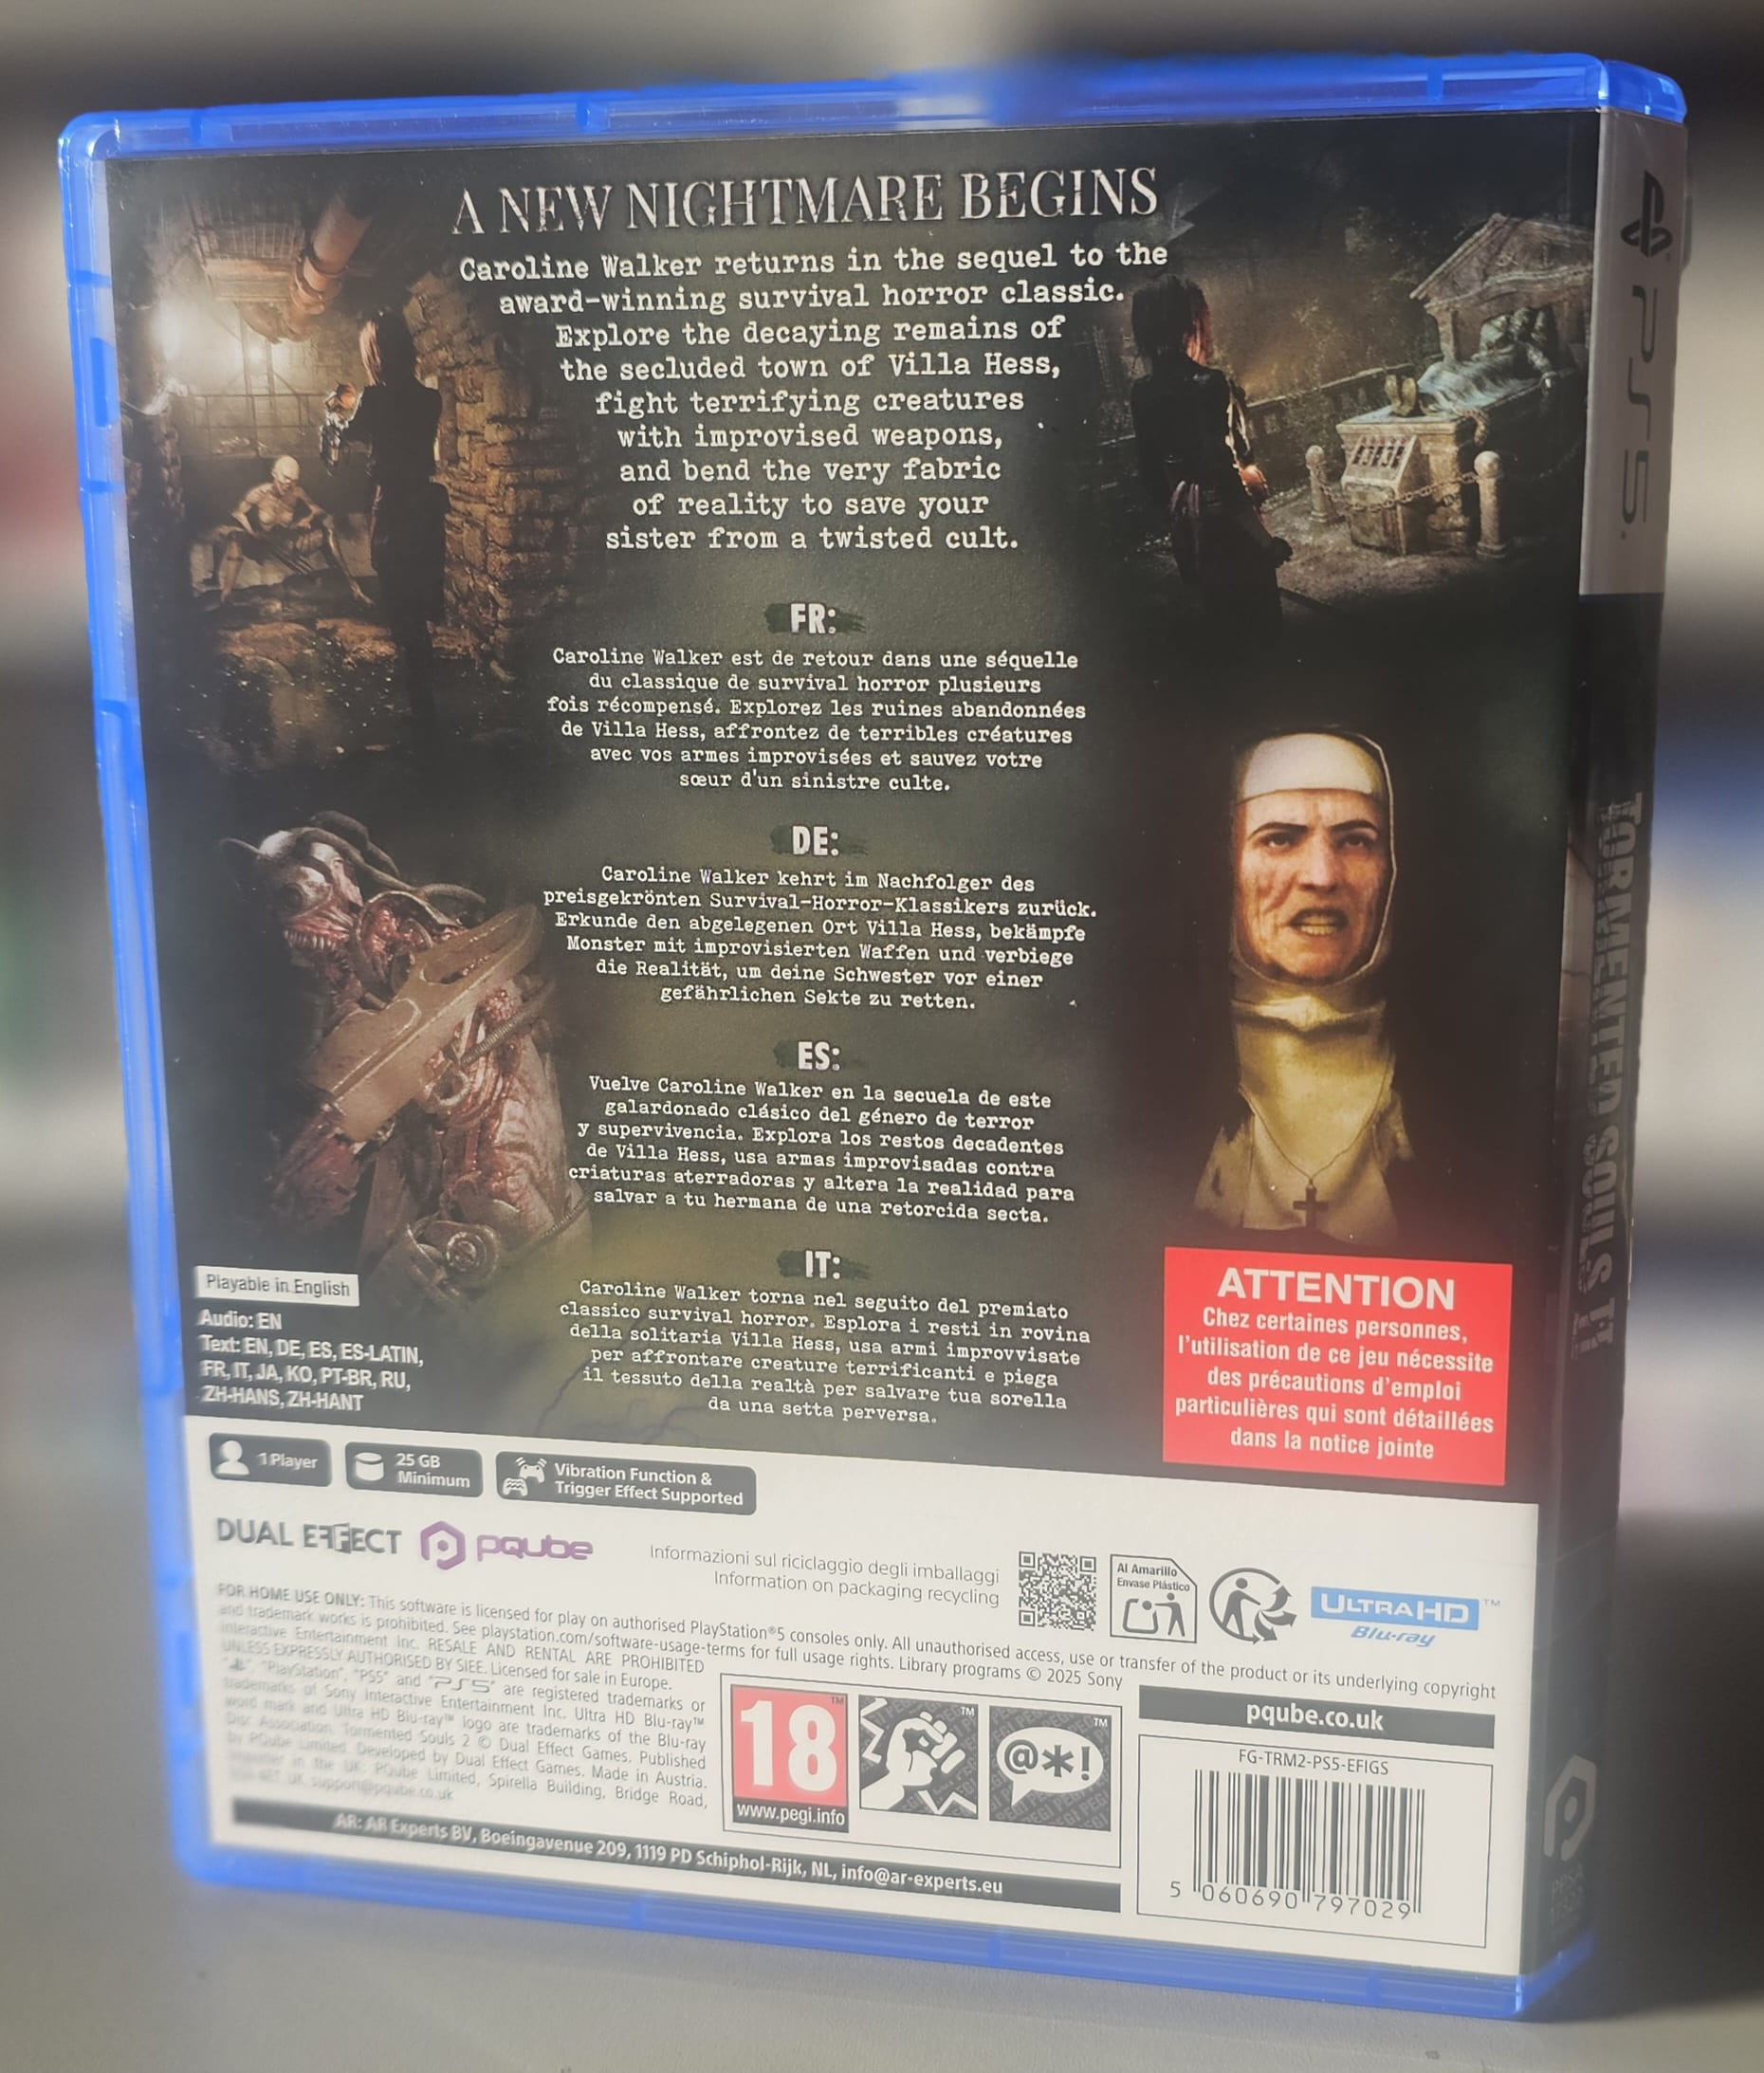 A NEW NIGHTMARE BEGINS
Caroline Walker returns in the sequel to the
award-winning survival horror classic.
Explore the decaying remains of
the secluded town of Villa Hess,
fight terrifying creatures
with improvised weapons,
and bend the very fabric
of reality to save your
sister from a twisted cult.
FR:
Caroline Walker est de retour dans une séquelle
du classique de survival horror plusieurs
fois récompensé. Explorez les ruines abandonnées
de Villa Hess, affrontez de terribles créatures
avec vos armes improvisées et sauvez votre
sœur d'un sinistre culte.
DE:
Caroline Walker kehrt im Nachfolger des
preisgekrönten Survival-Horror-Klassikers zurück.
Erkunde den abgelegenen Ort Villa Hess, bekämpfe
Monster mit improvisierten Waffen und verbiege
die Realität, um deine Schwester vor einer
gefährlichen Sekte zu retten.
ES:
Vuelve Caroline Walker en la secuela de este
galardonado clásico del género de terror
y supervivencia. Explora los restos decadentes
de Villa Hess, usa armas improvisadas contra
criaturas aterradoras y altera la realidad para
salvar a tu hermana de una retorcida secta.
IT:
Caroline Walker torna nel seguito del premiato
classico survival horror. Esplora i resti in rovina
della solitaria Villa Hess, usa armi improvvisate
per affrontare creature terrificanti e piega
il tessuto della realtà per salvare tua sorella
da una setta perversa.
Playable in English
Audio: EN
Text: EN, DE, ES, ES-LATIN,
FR, IT, JA, KO, PT-BR, RU,
ZH-HANS, ZH-HANT
ATTENTION
Chez certaines personnes,
l'utilisation de ce jeu nécessite
des précautions d'emploi
particulières qui sont détaillées
dans la notice jointe
1 Player
25 GB
Minimum
Vibration Function &
Trigger Effect Supported
DUAL EFFECT
pqube
Informazioni sul riciclaggio degli imballaggi
Information on packaging recycling
Al Amarillo
Envase Plástico
ULTRA HD™
Blu-ray
FOR HOME USE ONLY: This software is licensed for play on authorised PlayStation®5 consoles only. All unauthorised access, use or transfer of the product or its underlying copyright
and trademark works is prohibited. See playstation.com/software-usage-terms for full usage rights. Library programs © 2025 Sony
Interactive Entertainment Inc. RESALE AND RENTAL ARE PROHIBITED
UNLESS EXPRESSLY AUTHORISED BY SIEE. Licensed for sale in Europe.
"PlayStation", "PS5" and "PS5" are registered trademarks or
trademarks of Sony Interactive Entertainment Inc. Ultra HD Blu-ray™
word mark and Ultra HD Blu-ray™ logo are trademarks of the Blu-ray
Disc Association. Tormented Souls 2 © Dual Effect Games. Published
by PQube Limited. Developed by Dual Effect Games. Made in Austria.
in the UK: PQube Limited, Spirella Building, Bridge Road,
UK support@pqube.co.uk
AR: AR Experts BV, Boeingavenue 209, 1119 PD Schiphol-Rijk, NL, info@ar-experts.eu
18™
www.pegi.info
™
@*!
™
pqube.co.uk
FG-TRM2-PS5-EFIGS
5 060690 797029
PS5
TORMENTED SOULS II